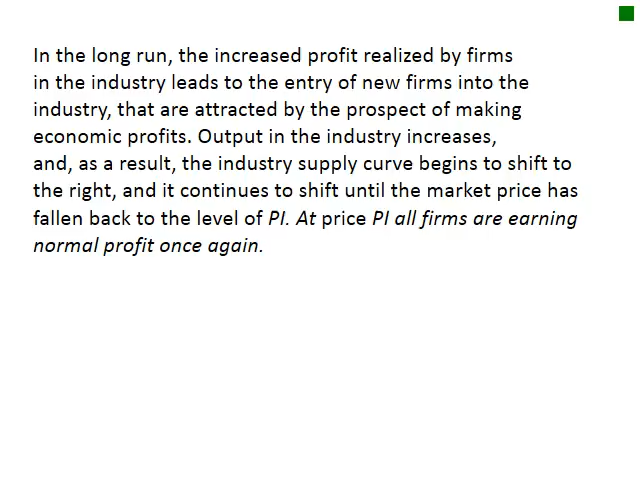 In the long run, the increased profit realized by firms
in the industry leads to the entry of new firms into the
industry, that are attracted by the prospect of making
economic profits. Output in the industry increases,
and, as a result, the industry supply curve begins to shift to
the right, and it continues to shift until the market price has
fallen back to the level of PI. At price PI all firms are earning
normal profit once again.